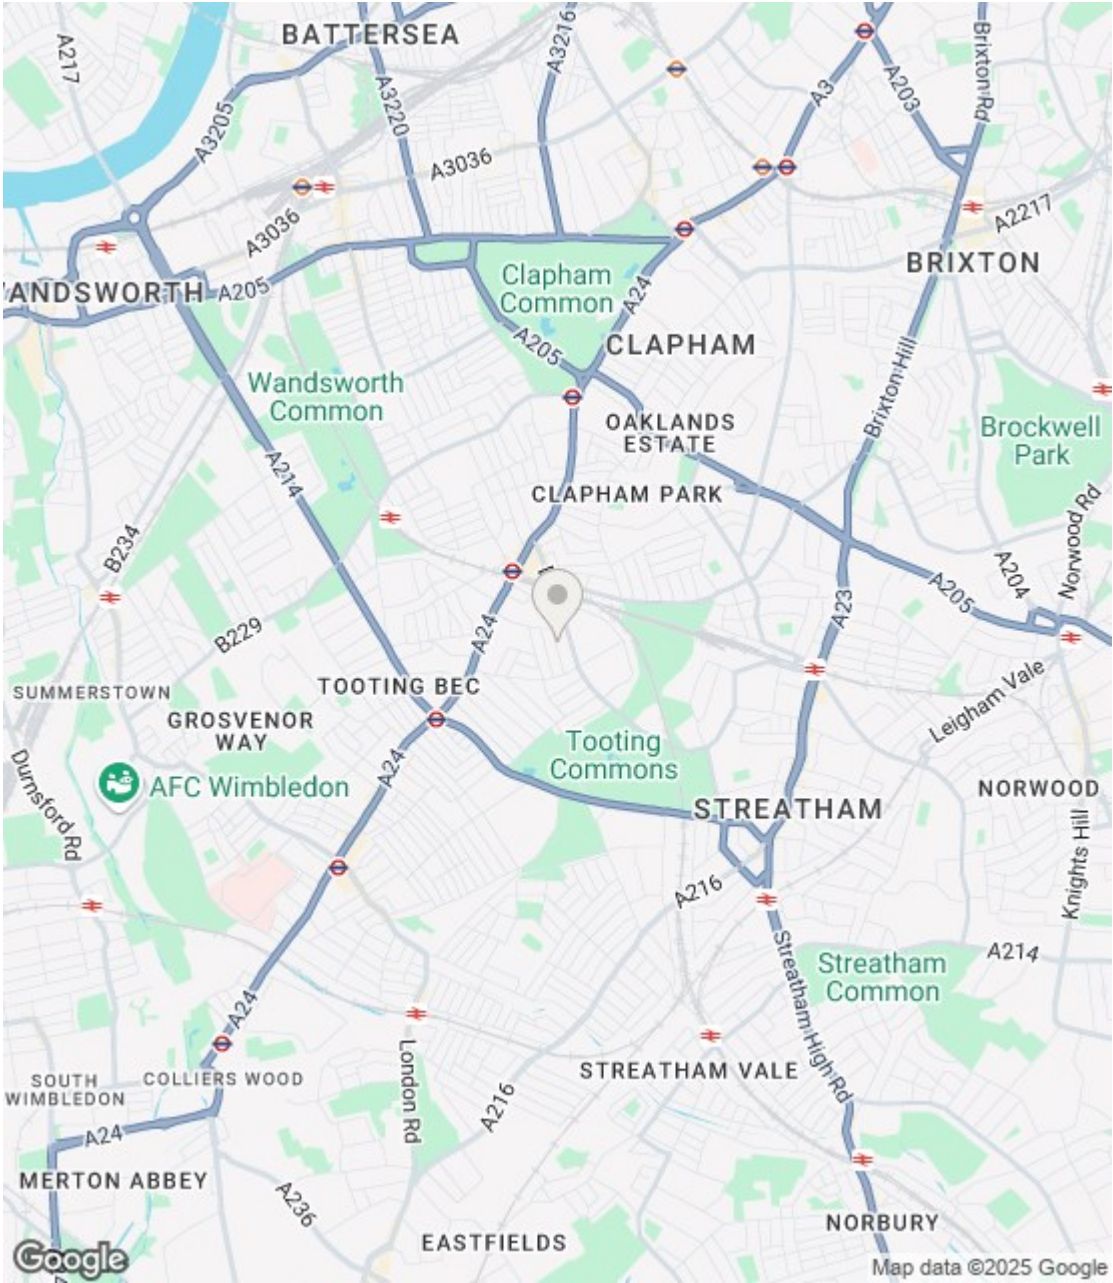 BATTERSEA
A3216
A217
A3205
A3220
A3
A203
Brixton Rd
A3036
A3036
A2217
ANDSWORTH
A205
Clapham
Common
A24
BRIXTON
A205
CLAPHAM
Wandsworth
Common
Brixton Hill
OAKLANDS
ESTATE
Brockwell
Park
A214
CLAPHAM PARK
Norwood Rd
B234
A204
A205
A23
A24
B229
SUMMERSTOWN
TOOTING BEC
Leigham Vale
GROSVENOR
WAY
Tooting
Commons
Durnsford Rd
AFC Wimbledon
A24
NORWOOD
STREATHAM
Knights Hill
A216
A214
Streatham
Common
Streatham High Rd
A24
London Rd
STREATHAM VALE
SOUTH
WIMBLEDON
COLLIERS WOOD
A216
A24
MERTON ABBEY
A236
NORBURY
EASTFIELDS
Google
Map data ©2025 Google